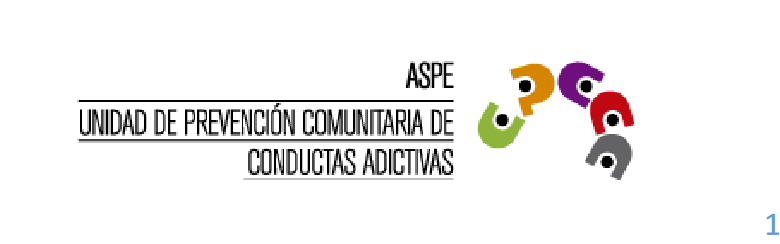 ASPE
UNIDAD DE PREVENCIÓN COMUNITARIA DE
CONDUCTAS ADICTIVAS
1